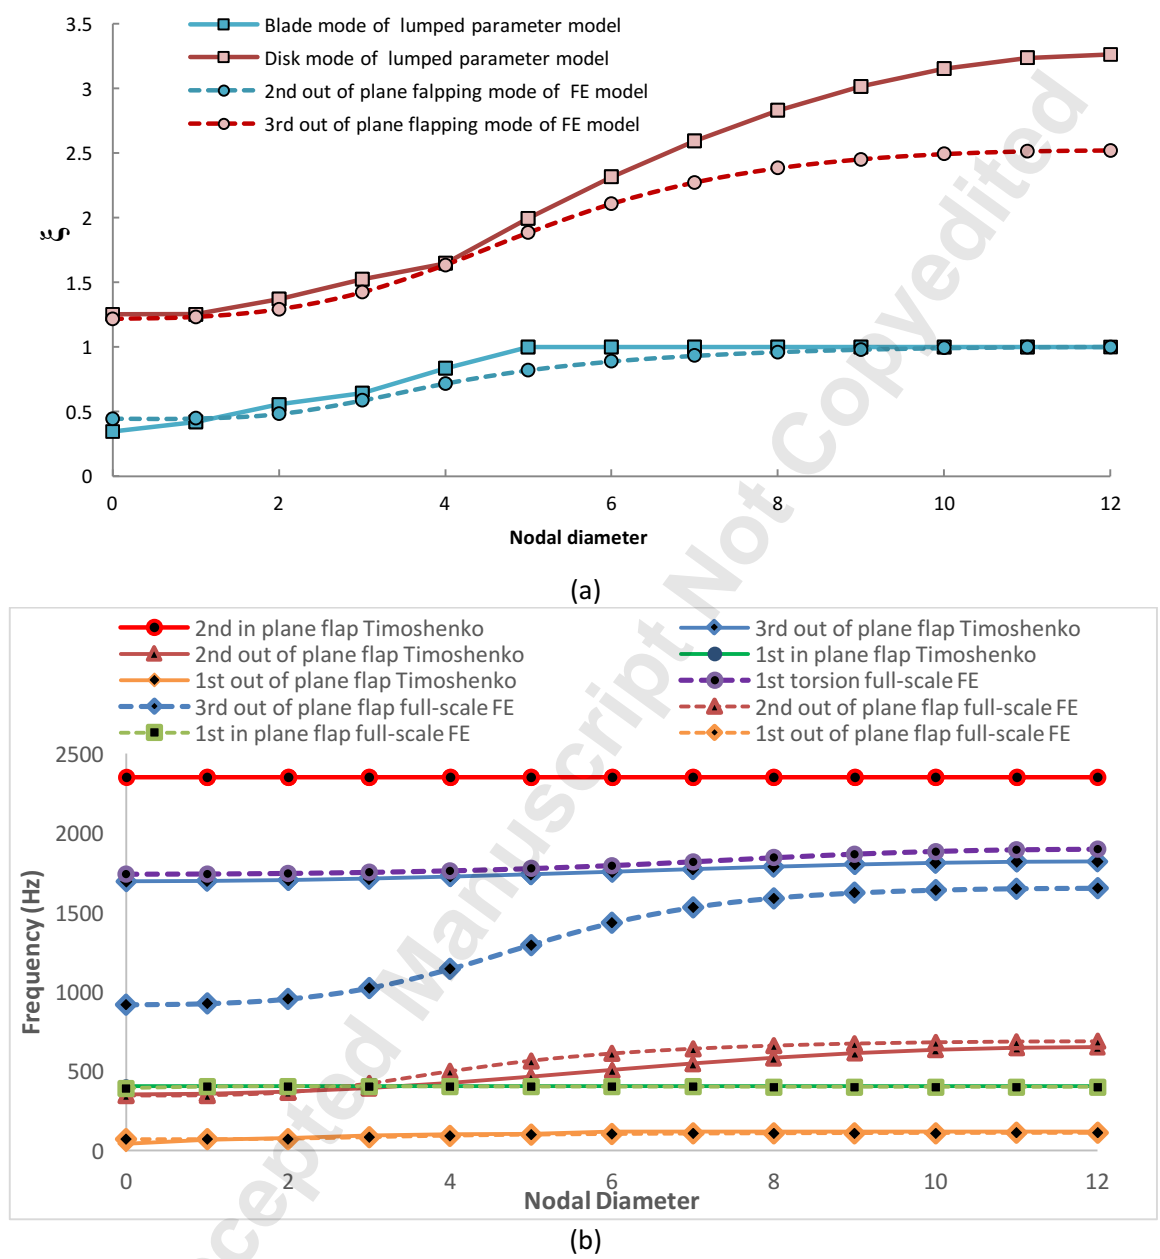 Blade mode of lumped parameter model
Disk mode of lumped parameter model
2nd out of plane falpping mode of FE model
3rd out of plane flapping mode of FE model
3.5
3
2.5
2
1.5
1
0.5
0
ξ
0 2 4 6 8 10 12
Nodal diameter
(a)
2nd in plane flap Timoshenko
3rd out of plane flap Timoshenko
2nd out of plane flap Timoshenko
1st in plane flap Timoshenko
1st out of plane flap Timoshenko
1st torsion full-scale FE
3rd out of plane flap full-scale FE
2nd out of plane flap full-scale FE
1st in plane flap full-scale FE
1st out of plane flap full-scale FE
2500
2000
1500
1000
500
0
Frequency (Hz)
0 2 4 6 8 10 12
Nodal Diameter
(b)
cepted Manuscript Not Copyedited